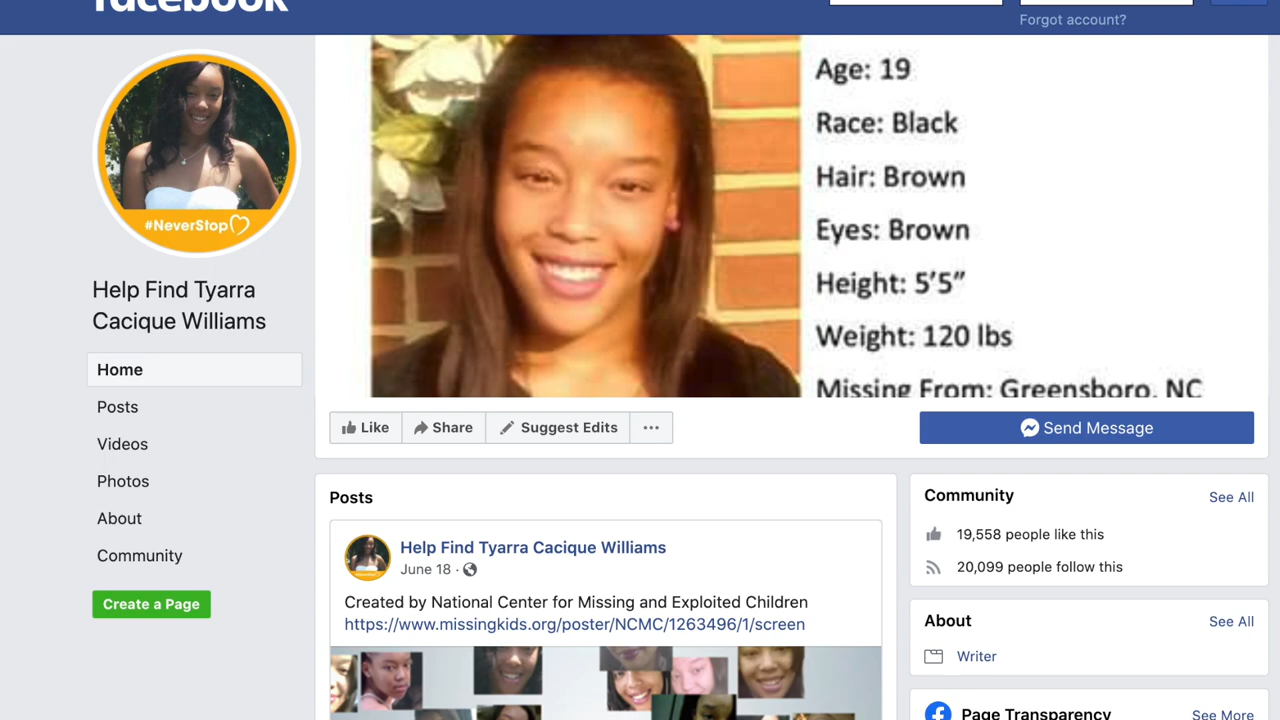 facebook
Forgot account?
#NeverStop
Help Find Tyarra
Cacique Williams
Home
Posts
Videos
Photos
About
Community
Create a Page
Age: 19
Race: Black
Hair: Brown
Eyes: Brown
Height: 5'5"
Weight: 120 lbs
Missing From: Greensboro, NC
Like
Share
Suggest Edits
Send Message
Posts
Help Find Tyarra Cacique Williams
June 18 ·
Created by National Center for Missing and Exploited Children
https://www.missingkids.org/poster/NCMC/1263496/1/screen
Community
See All
19,558 people like this
20,099 people follow this
About
See All
Writer
Page Transparency
See More